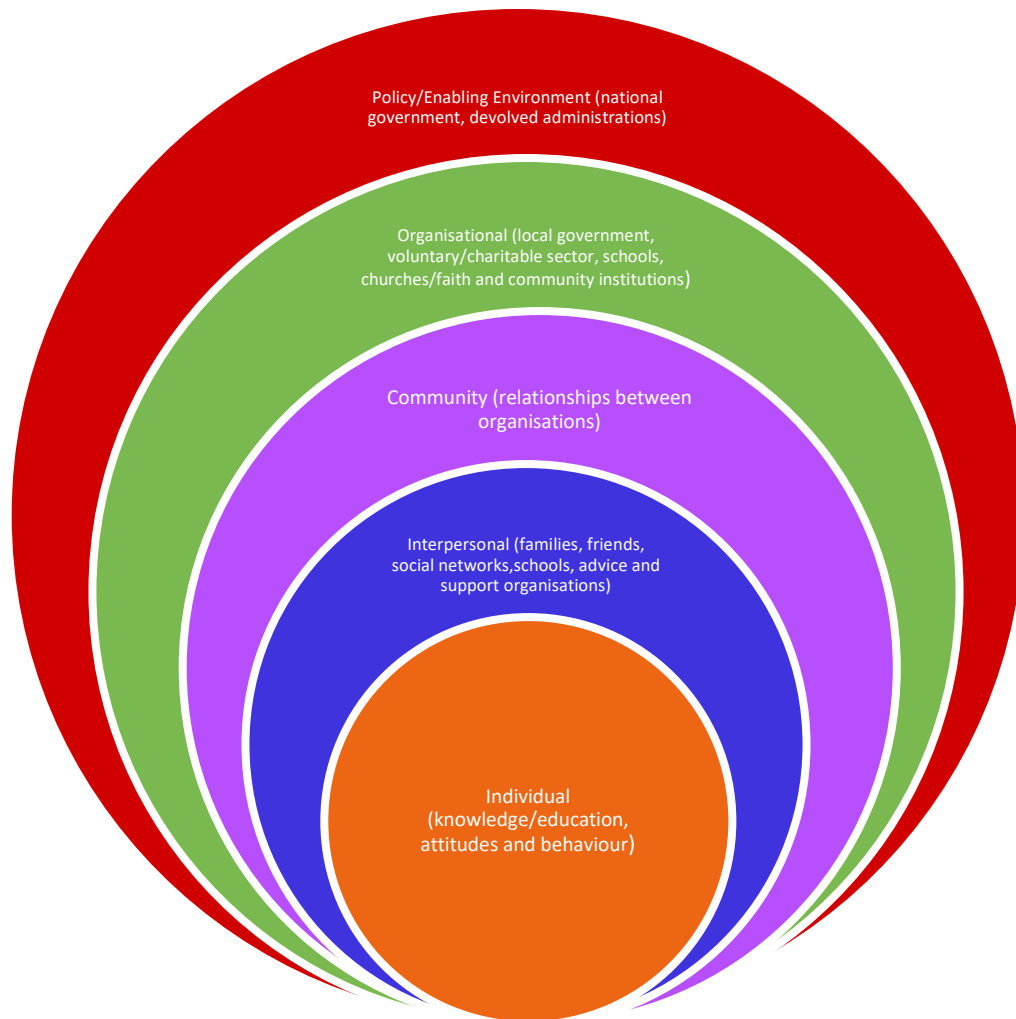 Policy/Enabling Environment (national
government, devolved administrations)
Organisational (local government,
voluntary/charitable sector, schools,
churches/faith and community institutions)
Community (relationships between
organisations)
Interpersonal (families, friends,
social networks,schools, advice and
support organisations)
Individual
(knowledge/education,
attitudes and behaviour)